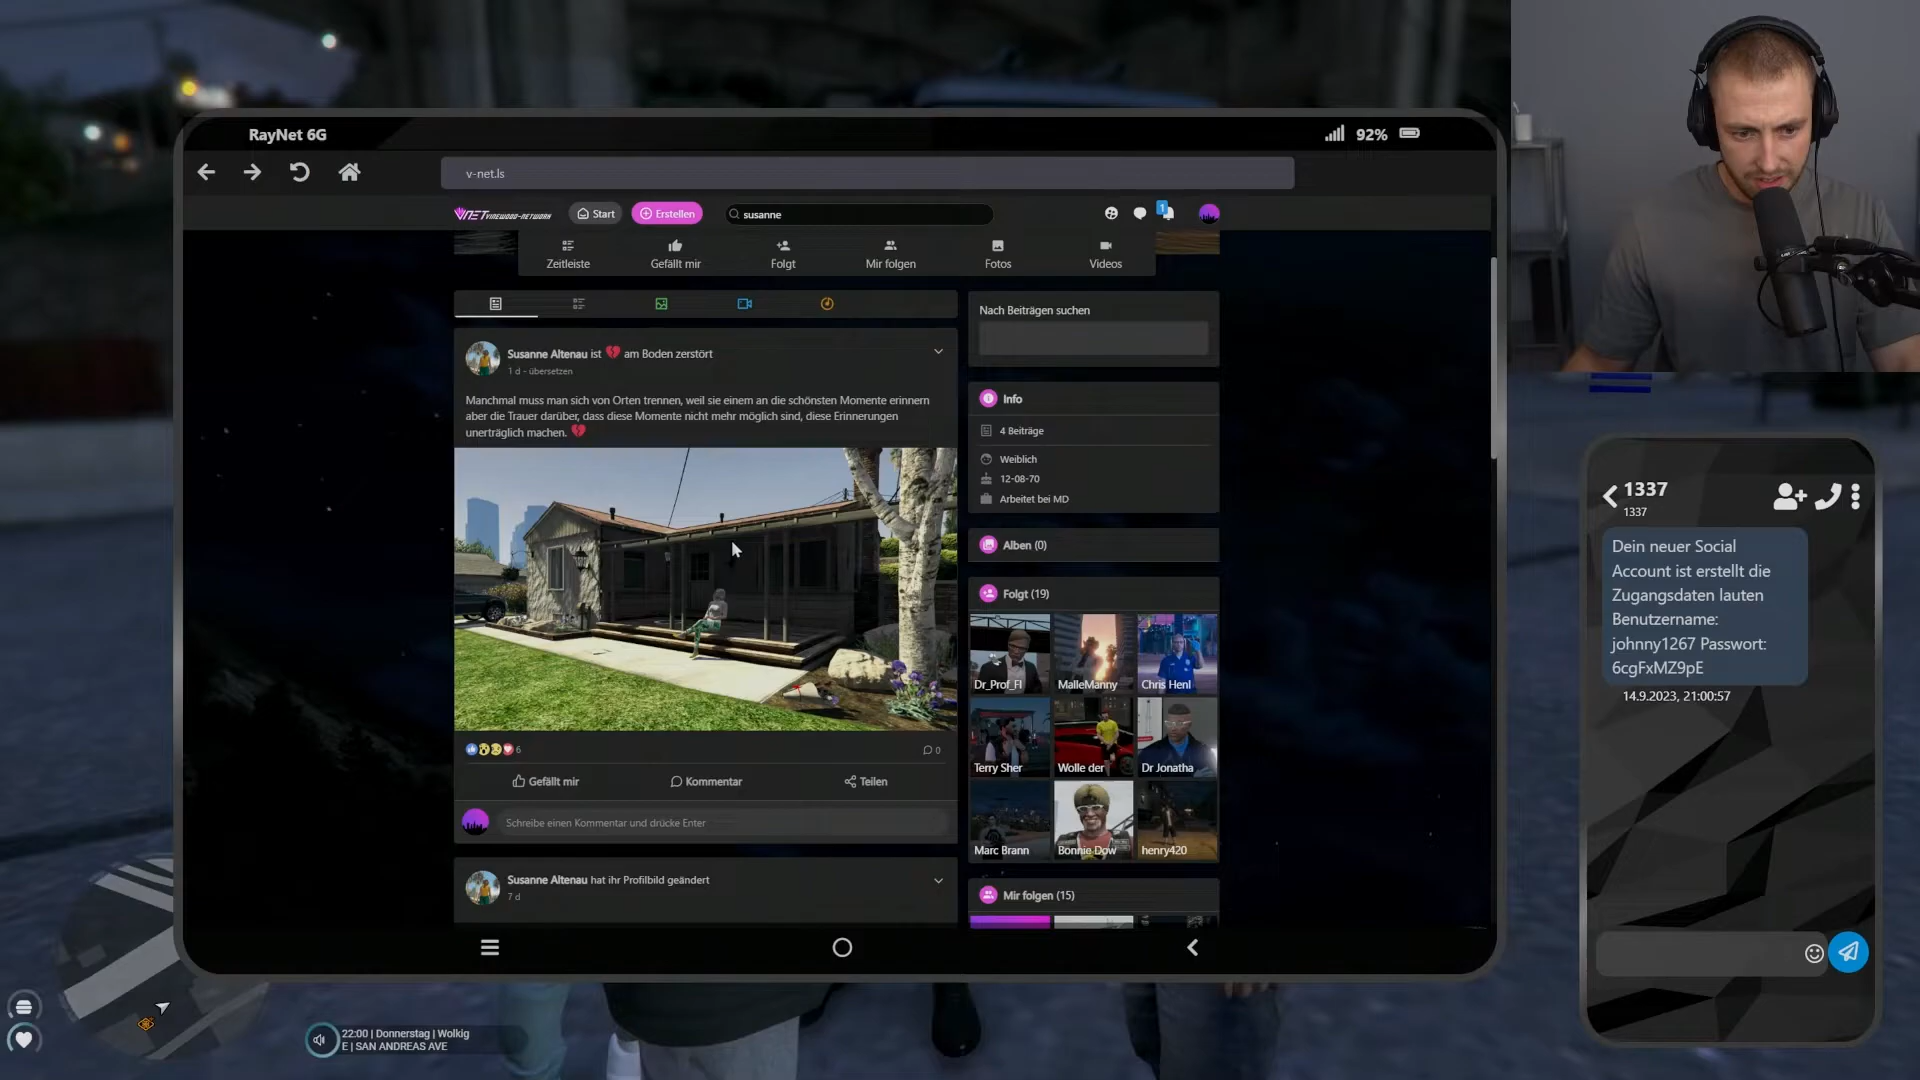 RayNet 6G
92%
v-net.ls
VNET VINEWOOD-NETWORK
Start
Erstellen
susanne
1
Zeitleiste
Gefällt mir
Folgt
Mir folgen
Fotos
Videos
Susanne Altenau ist 💔 am Boden zerstört
1 d - übersetzen
Manchmal muss man sich von Orten trennen, weil sie einem an die schönsten Momente erinnern
aber die Trauer darüber, dass diese Momente nicht mehr möglich sind, diese Erinnerungen
unerträglich machen. 💔
6
0
Gefällt mir
Kommentar
Teilen
Schreibe einen Kommentar und drücke Enter
Susanne Altenau hat ihr Profilbild geändert
7 d
Nach Beiträgen suchen
Info
4 Beiträge
Weiblich
12-08-70
Arbeitet bei MD
Alben (0)
Folgt (19)
Dr_Prof_Fl
MalleManny
Chris Henl
Terry Sher
Wolle der
Dr Jonatha
Marc Brann
Bonnie Dow
henry420
Mir folgen (15)
1337
1337
Dein neuer Social
Account ist erstellt die
Zugangsdaten lauten
Benutzername:
johnny1267 Passwort:
6cgFxMZ9pE
14.9.2023, 21:00:57
22:00 | Donnerstag | Wolkig
E | SAN ANDREAS AVE